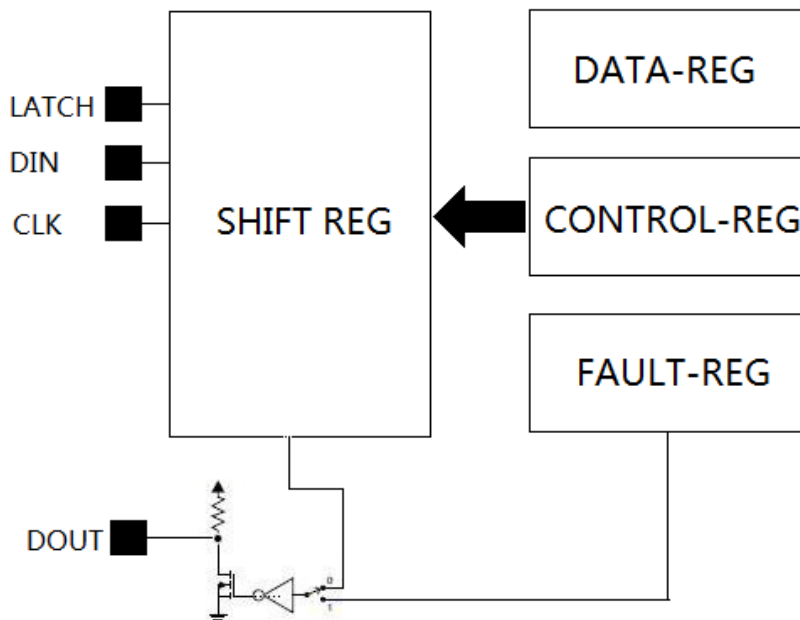 DATA-REG
LATCH
DIN
CLK
SHIFT REG
CONTROL-REG
FAULT-REG
DOUT
0
1